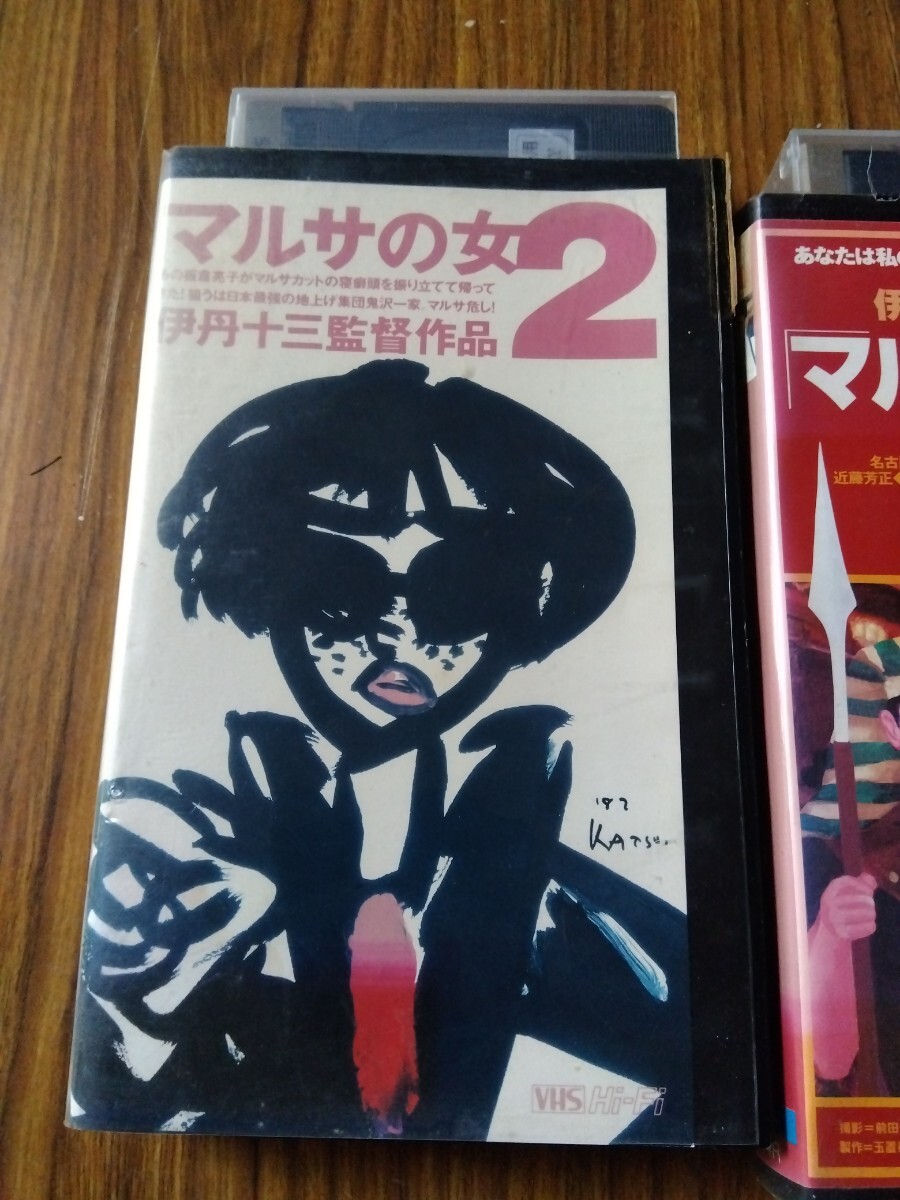 マルサの女2
の板倉亮子がマルサカットの寝癖頭を振り立てて帰って
た!狙うは日本最強の地上げ集団鬼沢一家。マルサ危し!
伊丹十三監督作品
'87
KATSU.
VHS Hi-Fi
あなたは私の
伊
「マル
名古
近藤芳正◆
撮影=前田
製作=玉置